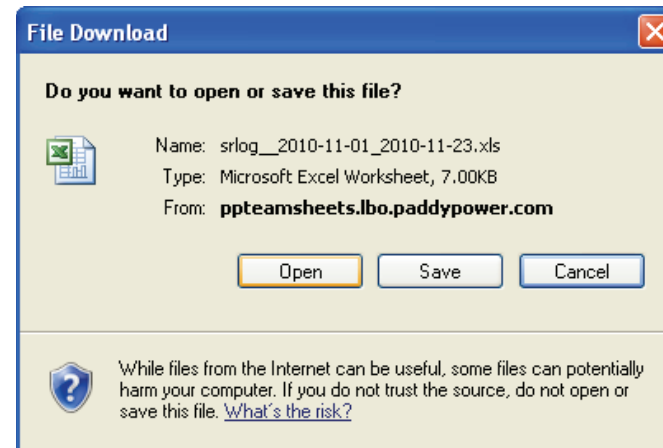 File Download
Do you want to open or save this file?
Name: srlog__2010-11-01_2010-11-23.xls
Type: Microsoft Excel Worksheet, 7.00KB
From: ppteamsheets.lbo.paddypower.com
Open Save Cancel
While files from the Internet can be useful, some files can potentially
harm your computer. If you do not trust the source, do not open or
save this file. What's the risk?